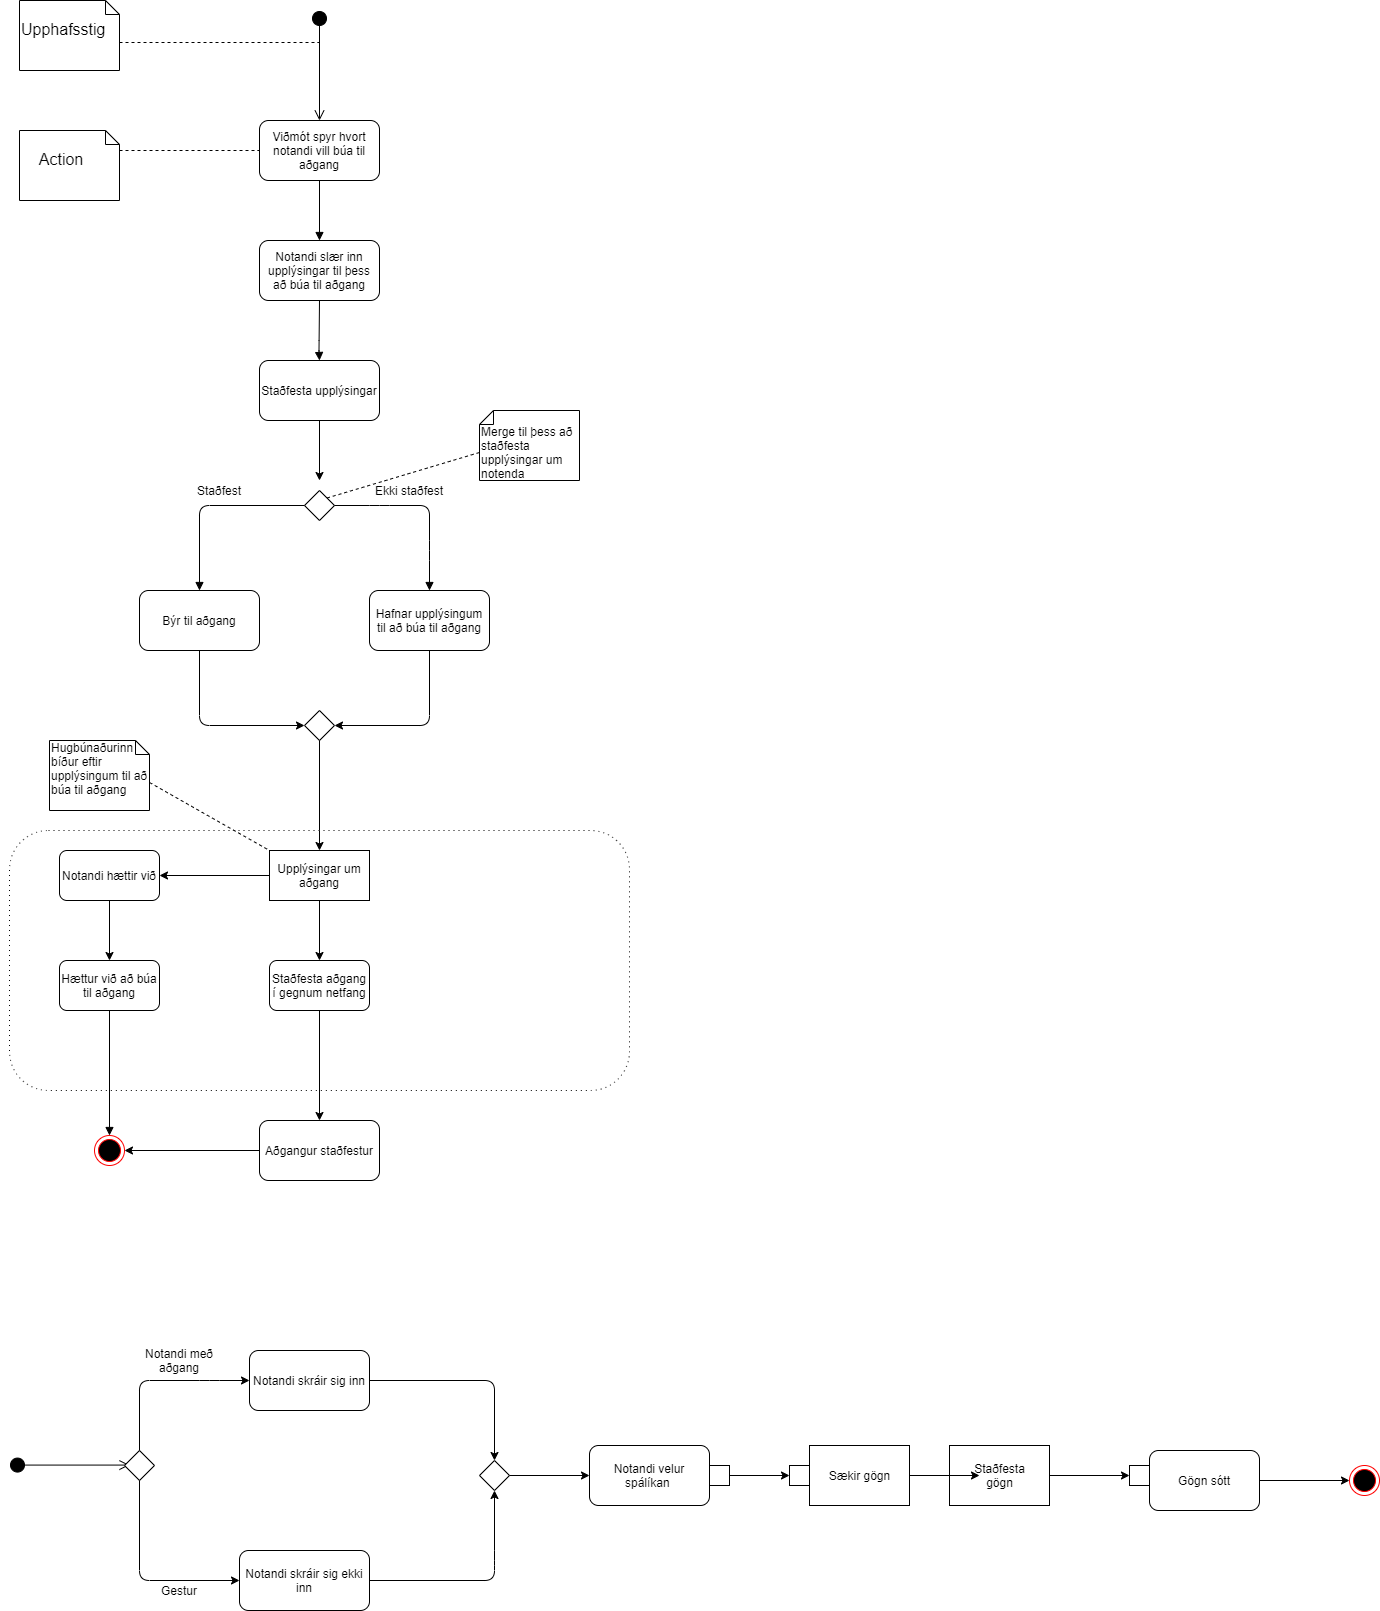 Upphafsstig
Action
Viðmót spyr hvort
notandi vill búa til
aðgang
Notandi slær inn
upplýsingar til þess
að búa til aðgang
Staðfesta upplýsingar
Merge til þess að
staðfesta
upplýsingar um
notenda
Staðfest
Ekki staðfest
Býr til aðgang
Hafnar upplýsingum
til að búa til aðgang
Hugbúnaðurinn
bíður eftir
upplýsingum til að
búa til aðgang
Notandi hættir við
Upplýsingar um
aðgang
Hættur við að búa
til aðgang
Staðfesta aðgang
í gegnum netfang
Aðgangur staðfestur
Notandi með
aðgang
Notandi skráir sig inn
Notandi velur
spálíkan
Sækir gögn
Staðfesta
gögn
Gögn sótt
Gestur
Notandi skráir sig ekki
inn